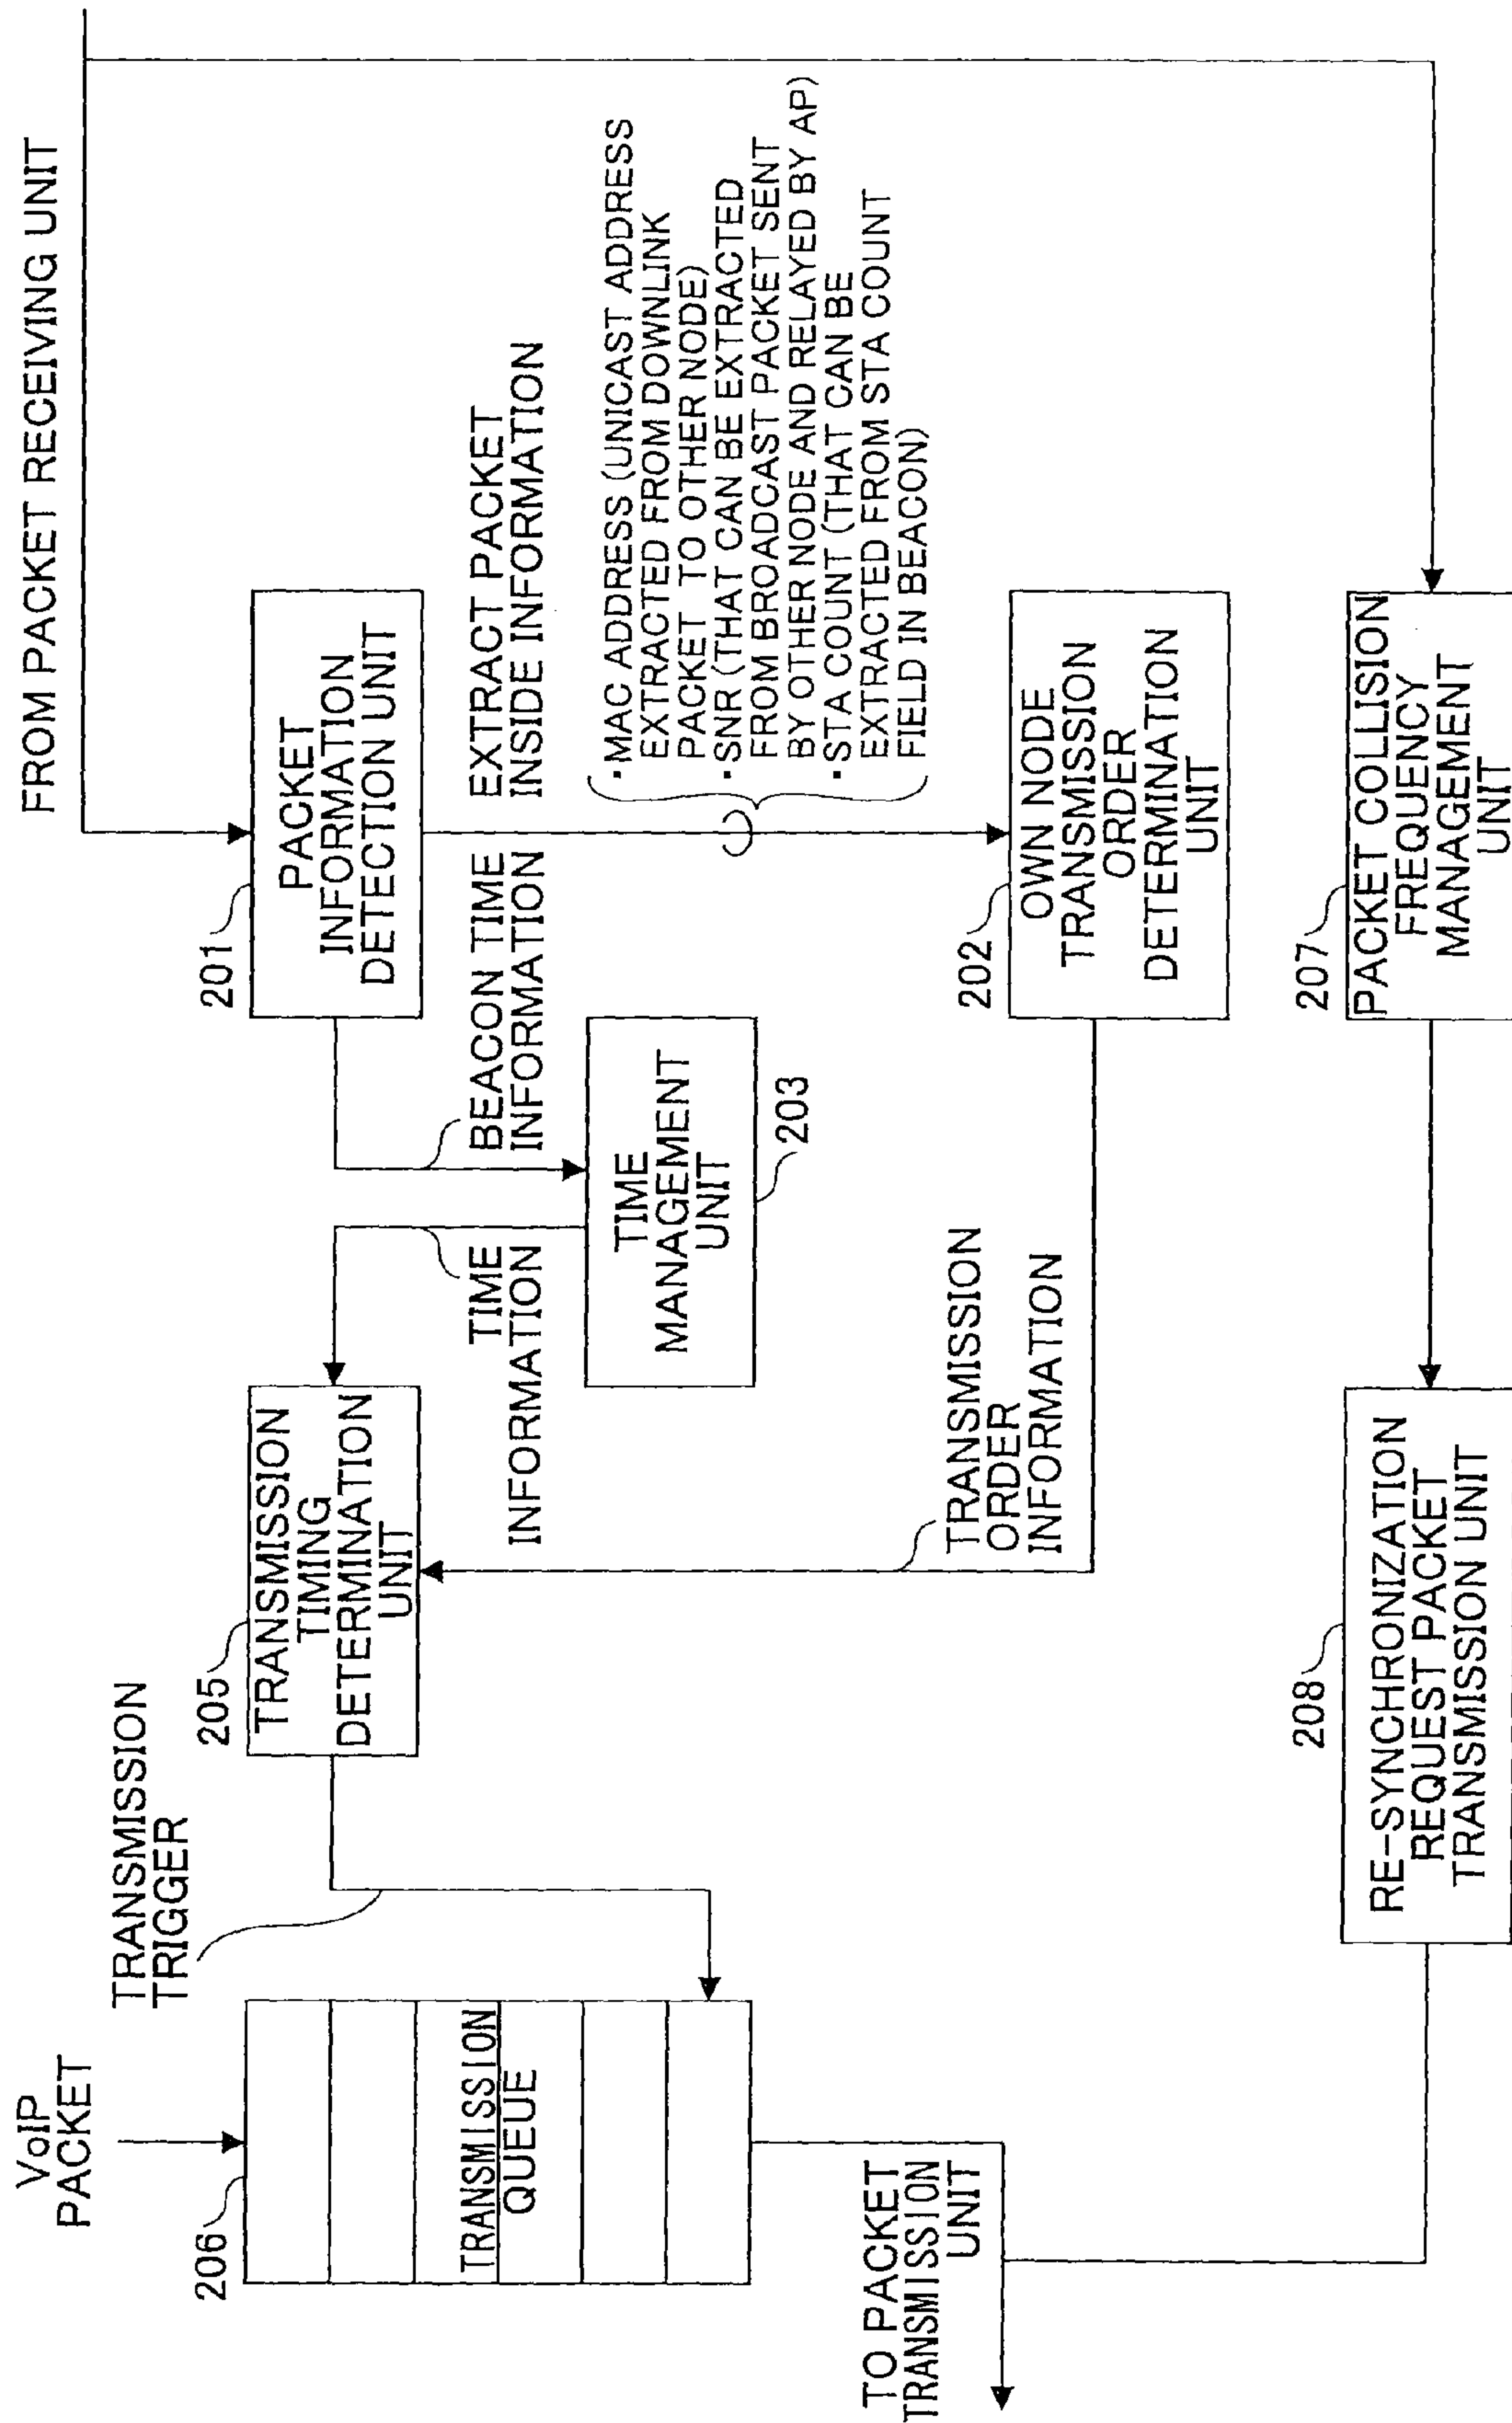 FROM PACKET RECEIVING UNIT
201
PACKET
INFORMATION
DETECTION UNIT
EXTRACT PACKET
INSIDE INFORMATION
· MAC ADDRESS (UNICAST ADDRESS
EXTRACTED FROM DOWNLINK
PACKET TO OTHER NODE)
· SNR (THAT CAN BE EXTRACTED
FROM BROADCAST PACKET SENT
BY OTHER NODE AND RELAYED BY AP)
· STA COUNT (THAT CAN BE
EXTRACTED FROM STA COUNT
FIELD IN BEACON)
BEACON TIME
INFORMATION
202
OWN NODE
TRANSMISSION
ORDER
DETERMINATION
UNIT
207
PACKET COLLISION
FREQUENCY
MANAGEMENT
UNIT
TIME
MANAGEMENT
UNIT
203
TIME
INFORMATION
TRANSMISSION
ORDER
INFORMATION
205
TRANSMISSION
TIMING
DETERMINATION
UNIT
208
RE-SYNCHRONIZATION
REQUEST PACKET
TRANSMISSION UNIT
TRANSMISSION
TRIGGER
VoIP
PACKET
206
TRANSMISSION
QUEUE
TO PACKET
TRANSMISSION
UNIT